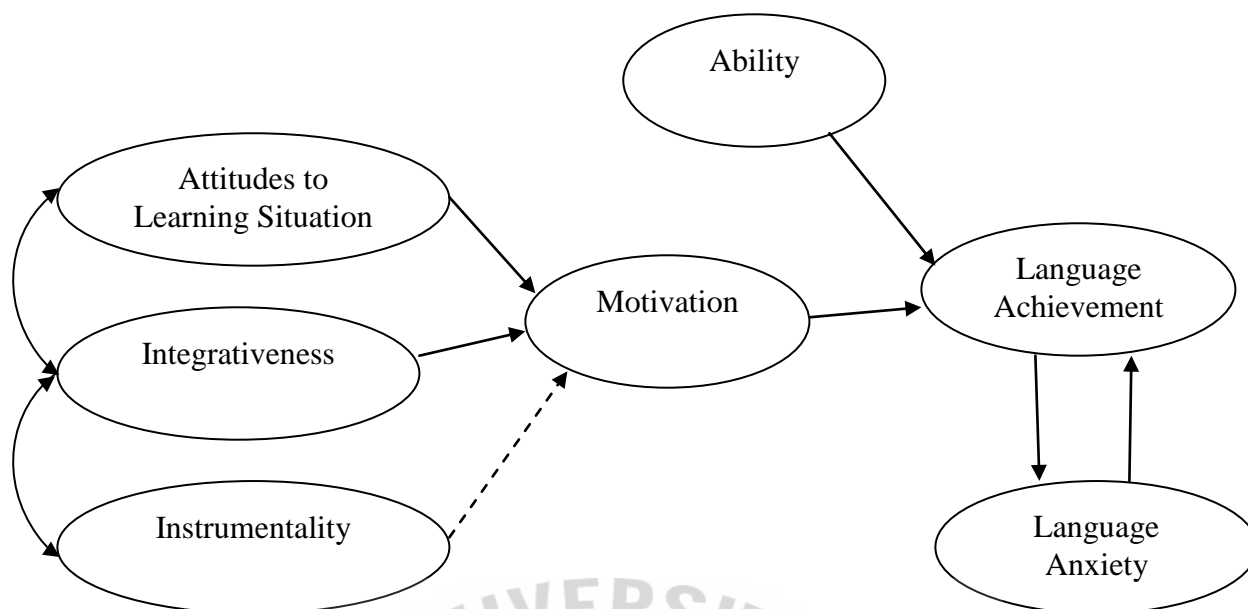 Ability
Attitudes to
Learning Situation
Motivation
Language
Achievement
Integrativeness
Instrumentality
Language
Anxiety